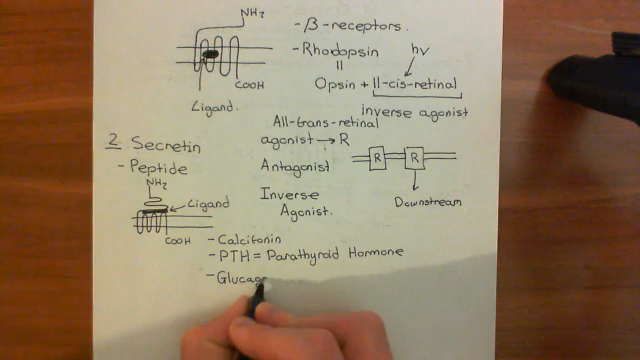 NH₂
- β-receptors.
- Rhodopsin
hν
=
Opsin + 11-cis-retinal
COOH
Ligand.
inverse agonist
All-trans-retinal
agonist → R
2 Secretin
- Peptide
Antagonist
R R
NH₂
Ligand
Inverse
Agonist.
Downstream
COOH
- Calcitonin
- PTH = Parathyroid Hormone
- Glucago